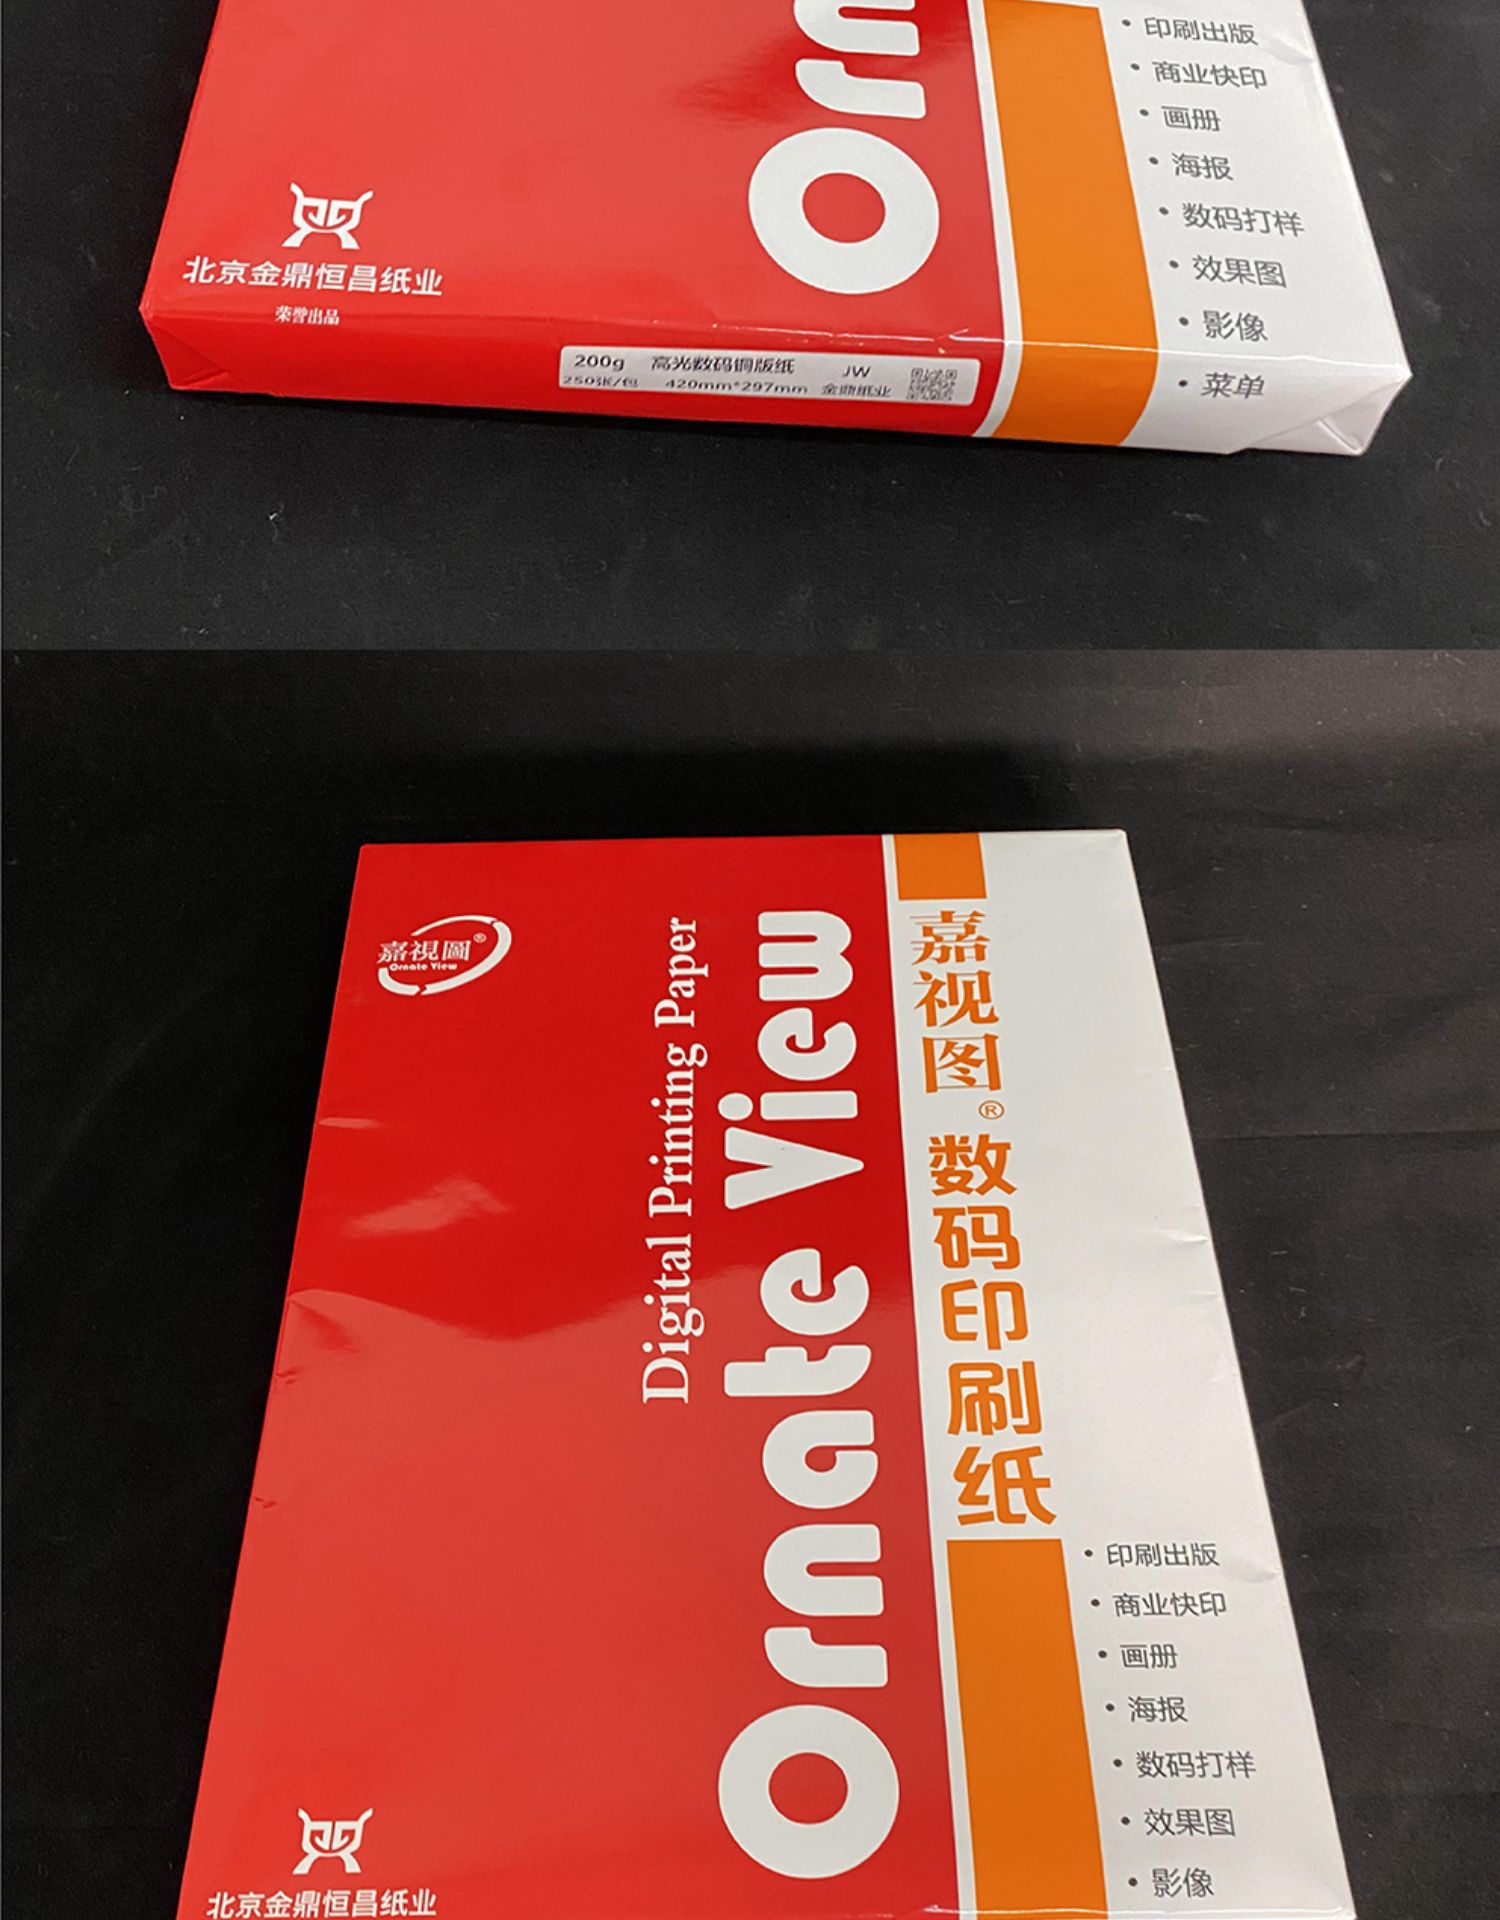 Orn
• 印刷出版
• 商业快印
• 画册
• 海报
• 数码打样
• 效果图
• 影像
• 菜单
北京金鼎恒昌纸业
荣誉出品
200g 高光数码铜版纸 JW
250张/包 420mm*297mm 金鼎纸业
嘉視圖®
Ornate View
Digital Printing Paper
Ornate View
嘉视图®数码印刷纸
• 印刷出版
• 商业快印
• 画册
• 海报
• 数码打样
• 效果图
• 影像
北京金鼎恒昌纸业